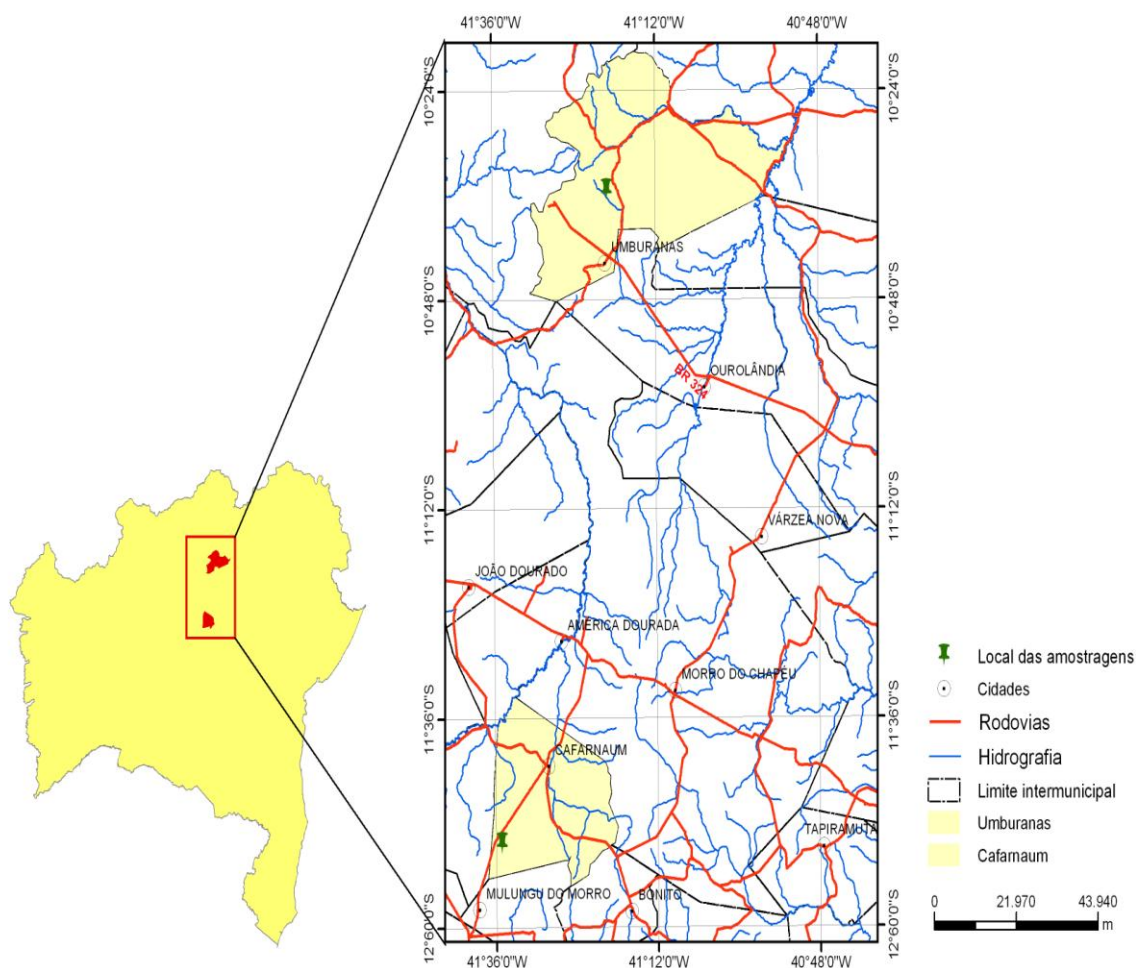 41°36'0"W 41°12'0"W 40°48'0"W
10°24'0"S 10°24'0"S
UMBURANAS
10°48'0"S 10°48'0"S
BR 324
OUROLÂNDIA
11°12'0"S 11°12'0"S
VÁRZEA NOVA
JOÃO DOURADO
AMÉRICA DOURADA
MORRO DO CHAPÉU
11°36'0"S 11°36'0"S
CAFARNAUM
TAPIRAMUTÁ
MULUNGU DO MORRO
BONITO
12°60'0"S 12°60'0"S
41°36'0"W 41°12'0"W 40°48'0"W
Local das amostragens
Cidades
Rodovias
Hidrografia
Limite intermunicipal
Umburanas
Cafarnaum
0 21.970 43.940
m